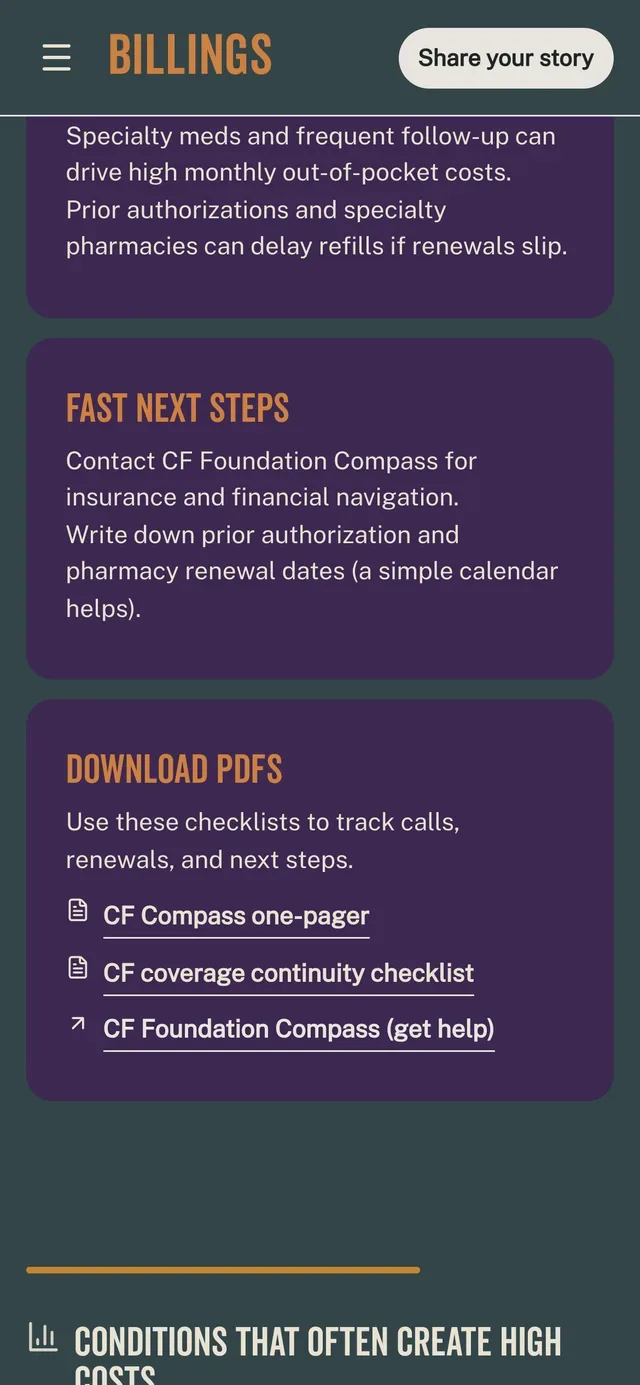 BILLINGS
Share your story
Specialty meds and frequent follow-up can
drive high monthly out-of-pocket costs.
Prior authorizations and specialty
pharmacies can delay refills if renewals slip.
FAST NEXT STEPS
Contact CF Foundation Compass for
insurance and financial navigation.
Write down prior authorization and
pharmacy renewal dates (a simple calendar
helps).
DOWNLOAD PDFS
Use these checklists to track calls,
renewals, and next steps.
CF Compass one-pager
CF coverage continuity checklist
CF Foundation Compass (get help)
CONDITIONS THAT OFTEN CREATE HIGH
COSTS